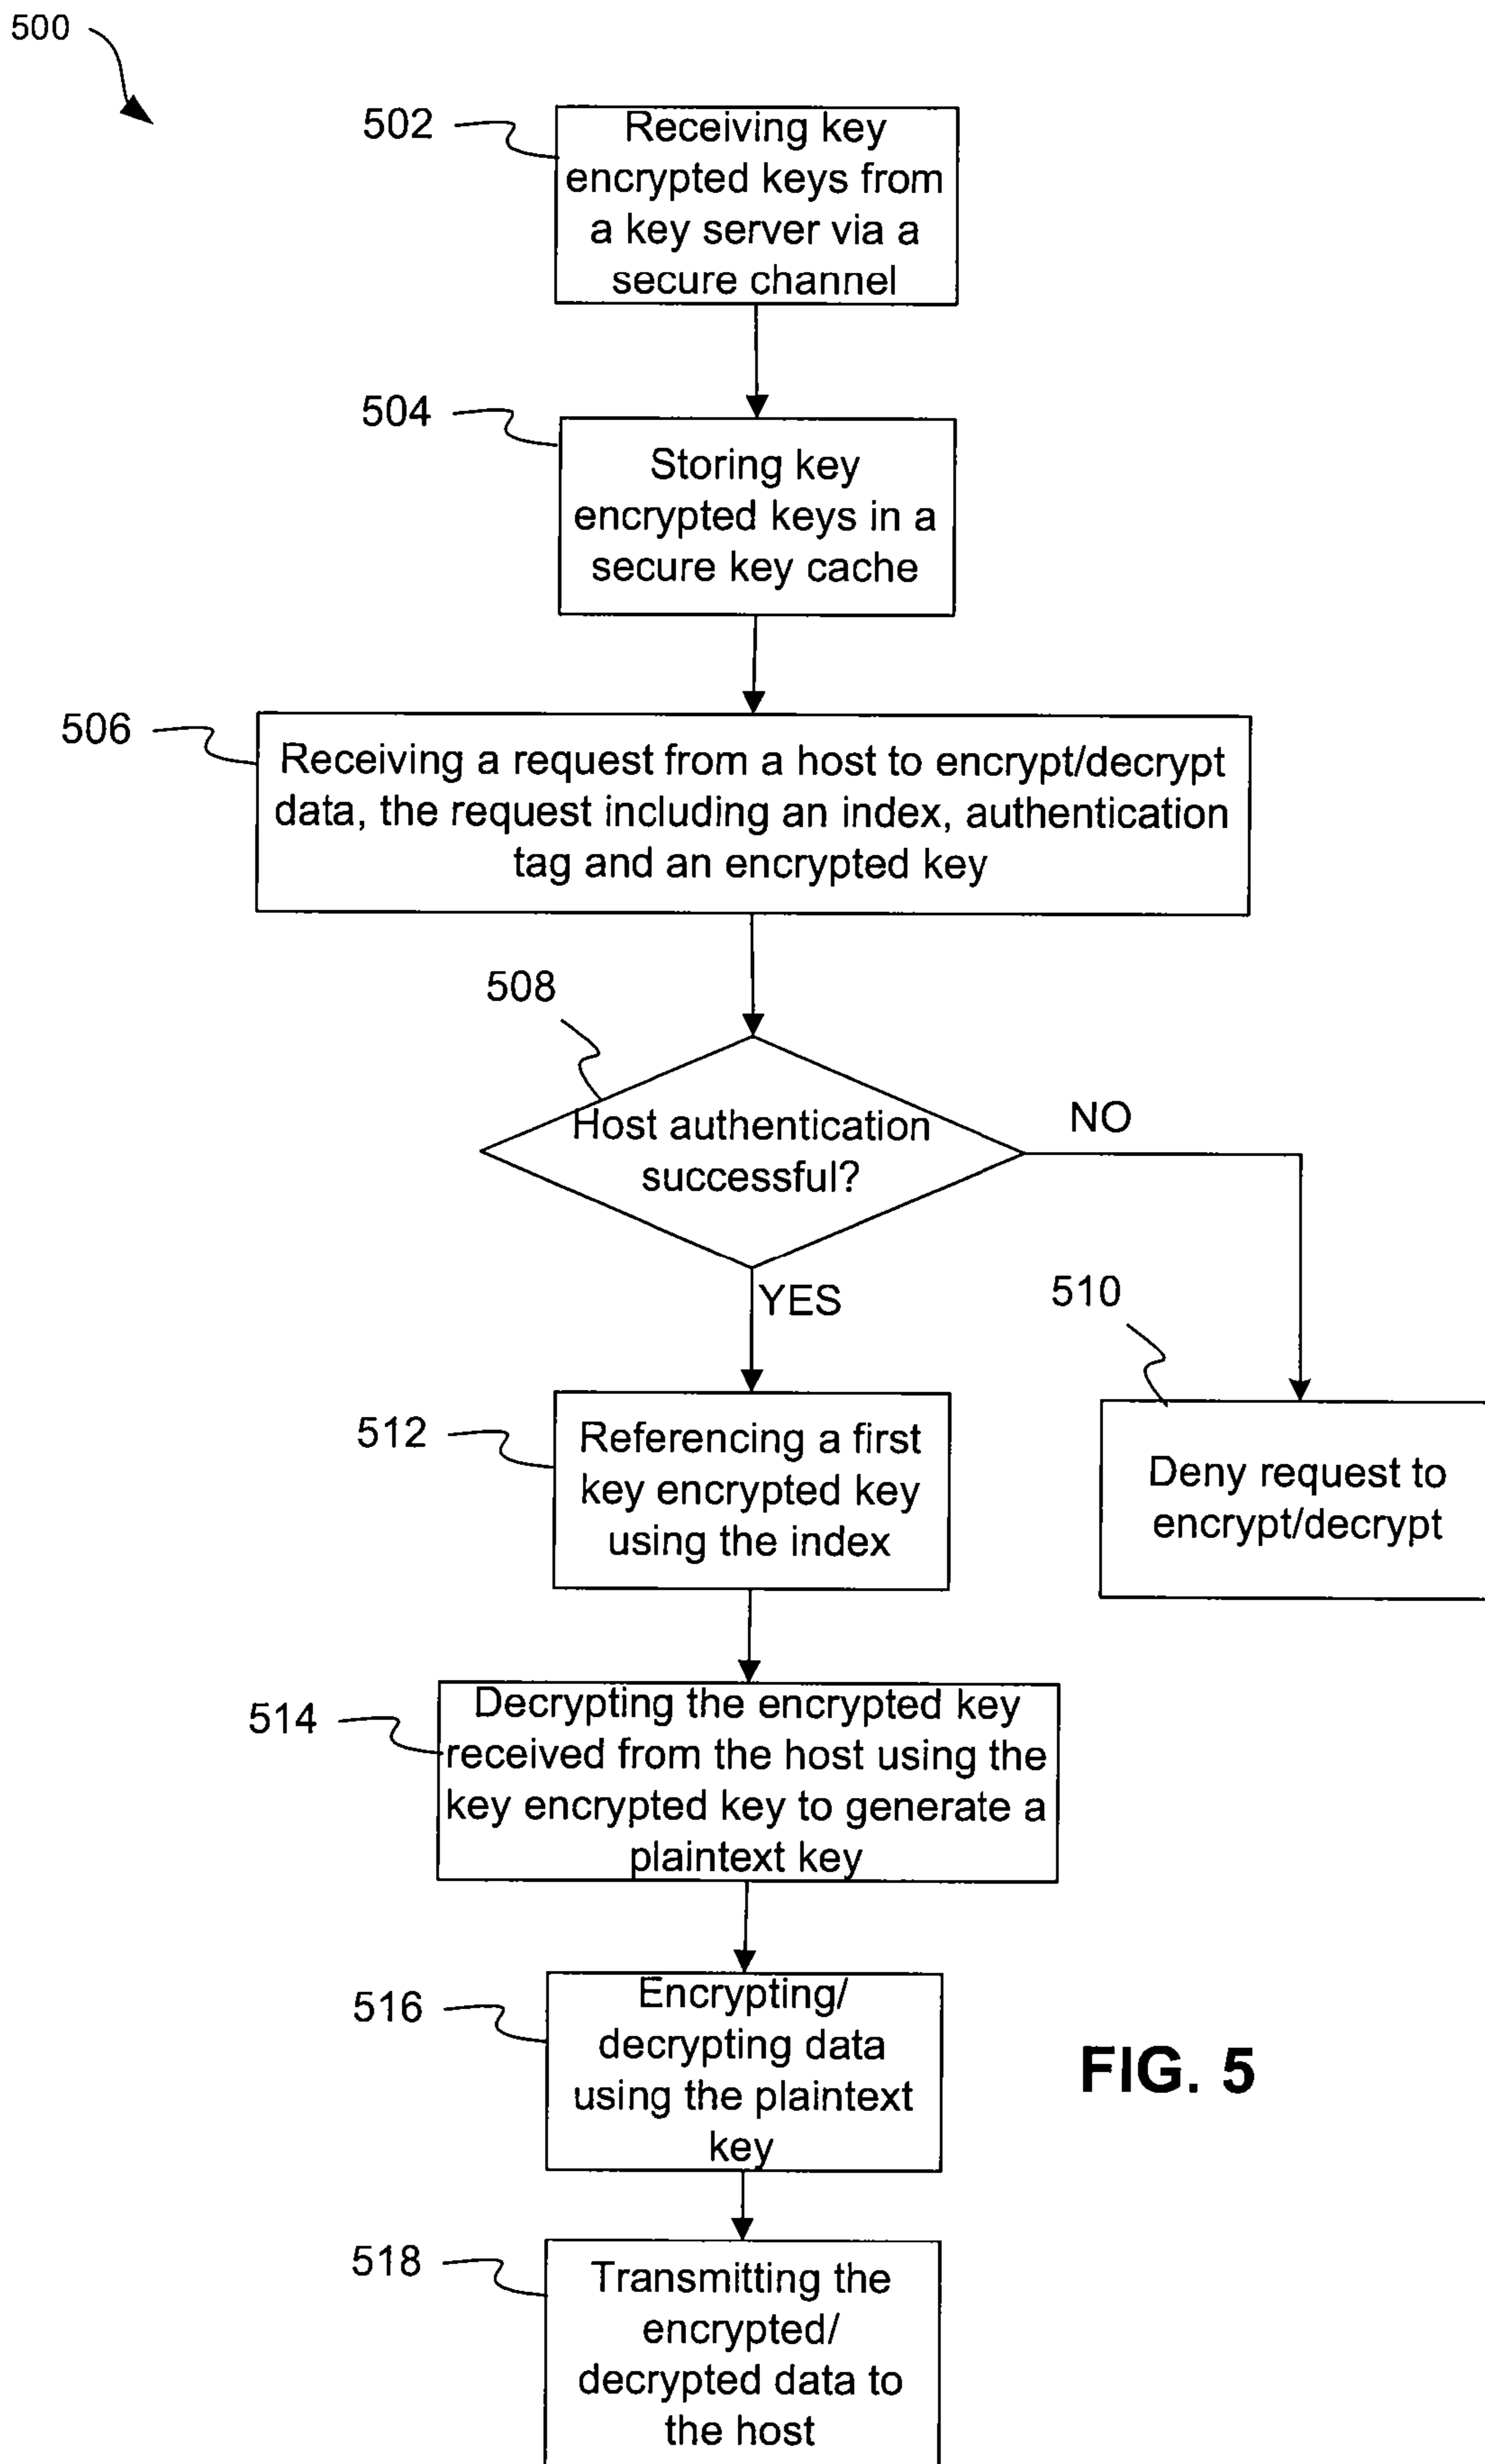 500
502
Receiving key
encrypted keys from
a key server via a
secure channel
504
Storing key
encrypted keys in a
secure key cache
506
Receiving a request from a host to encrypt/decrypt
data, the request including an index, authentication
tag and an encrypted key
508
Host authentication
successful?
NO
YES
510
Deny request to
encrypt/decrypt
512
Referencing a first
key encrypted key
using the index
514
Decrypting the encrypted key
received from the host using the
key encrypted key to generate a
plaintext key
516
Encrypting/
decrypting data
using the plaintext
key
FIG. 5
518
Transmitting the
encrypted/
decrypted data to
the host